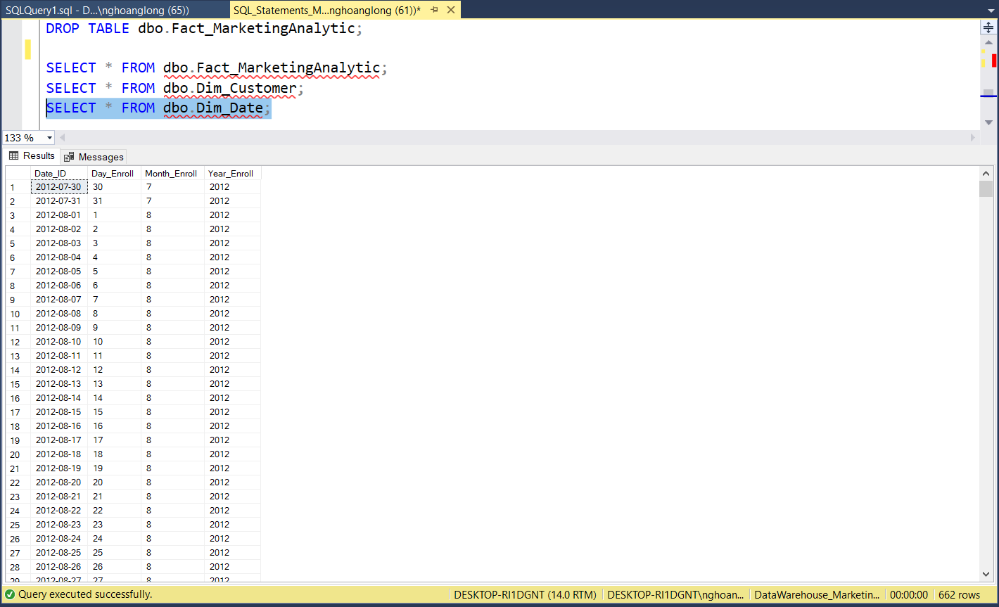 SQLQuery1.sql - D...\nghoanglong (65)) SQL_Statements_M...nghoanglong (61))*
DROP TABLE dbo.Fact_MarketingAnalytic;
SELECT * FROM dbo.Fact_MarketingAnalytic;
SELECT * FROM dbo.Dim_Customer;
SELECT * FROM dbo.Dim_Date;
133 %
Results Messages
Date_ID Day_Enroll Month_Enroll Year_Enroll
1 2012-07-30 30 7 2012
2 2012-07-31 31 7 2012
3 2012-08-01 1 8 2012
4 2012-08-02 2 8 2012
5 2012-08-03 3 8 2012
6 2012-08-04 4 8 2012
7 2012-08-05 5 8 2012
8 2012-08-06 6 8 2012
9 2012-08-07 7 8 2012
10 2012-08-08 8 8 2012
11 2012-08-09 9 8 2012
12 2012-08-10 10 8 2012
13 2012-08-11 11 8 2012
14 2012-08-12 12 8 2012
15 2012-08-13 13 8 2012
16 2012-08-14 14 8 2012
17 2012-08-15 15 8 2012
18 2012-08-16 16 8 2012
19 2012-08-17 17 8 2012
20 2012-08-18 18 8 2012
21 2012-08-19 19 8 2012
22 2012-08-20 20 8 2012
23 2012-08-21 21 8 2012
24 2012-08-22 22 8 2012
25 2012-08-23 23 8 2012
26 2012-08-24 24 8 2012
27 2012-08-25 25 8 2012
28 2012-08-26 26 8 2012
29 2012-08-27 27 8 2012
Query executed successfully. DESKTOP-RI1DGNT (14.0 RTM) DESKTOP-RI1DGNT\nghoan... DataWarehouse_Marketin... 00:00:00 662 rows